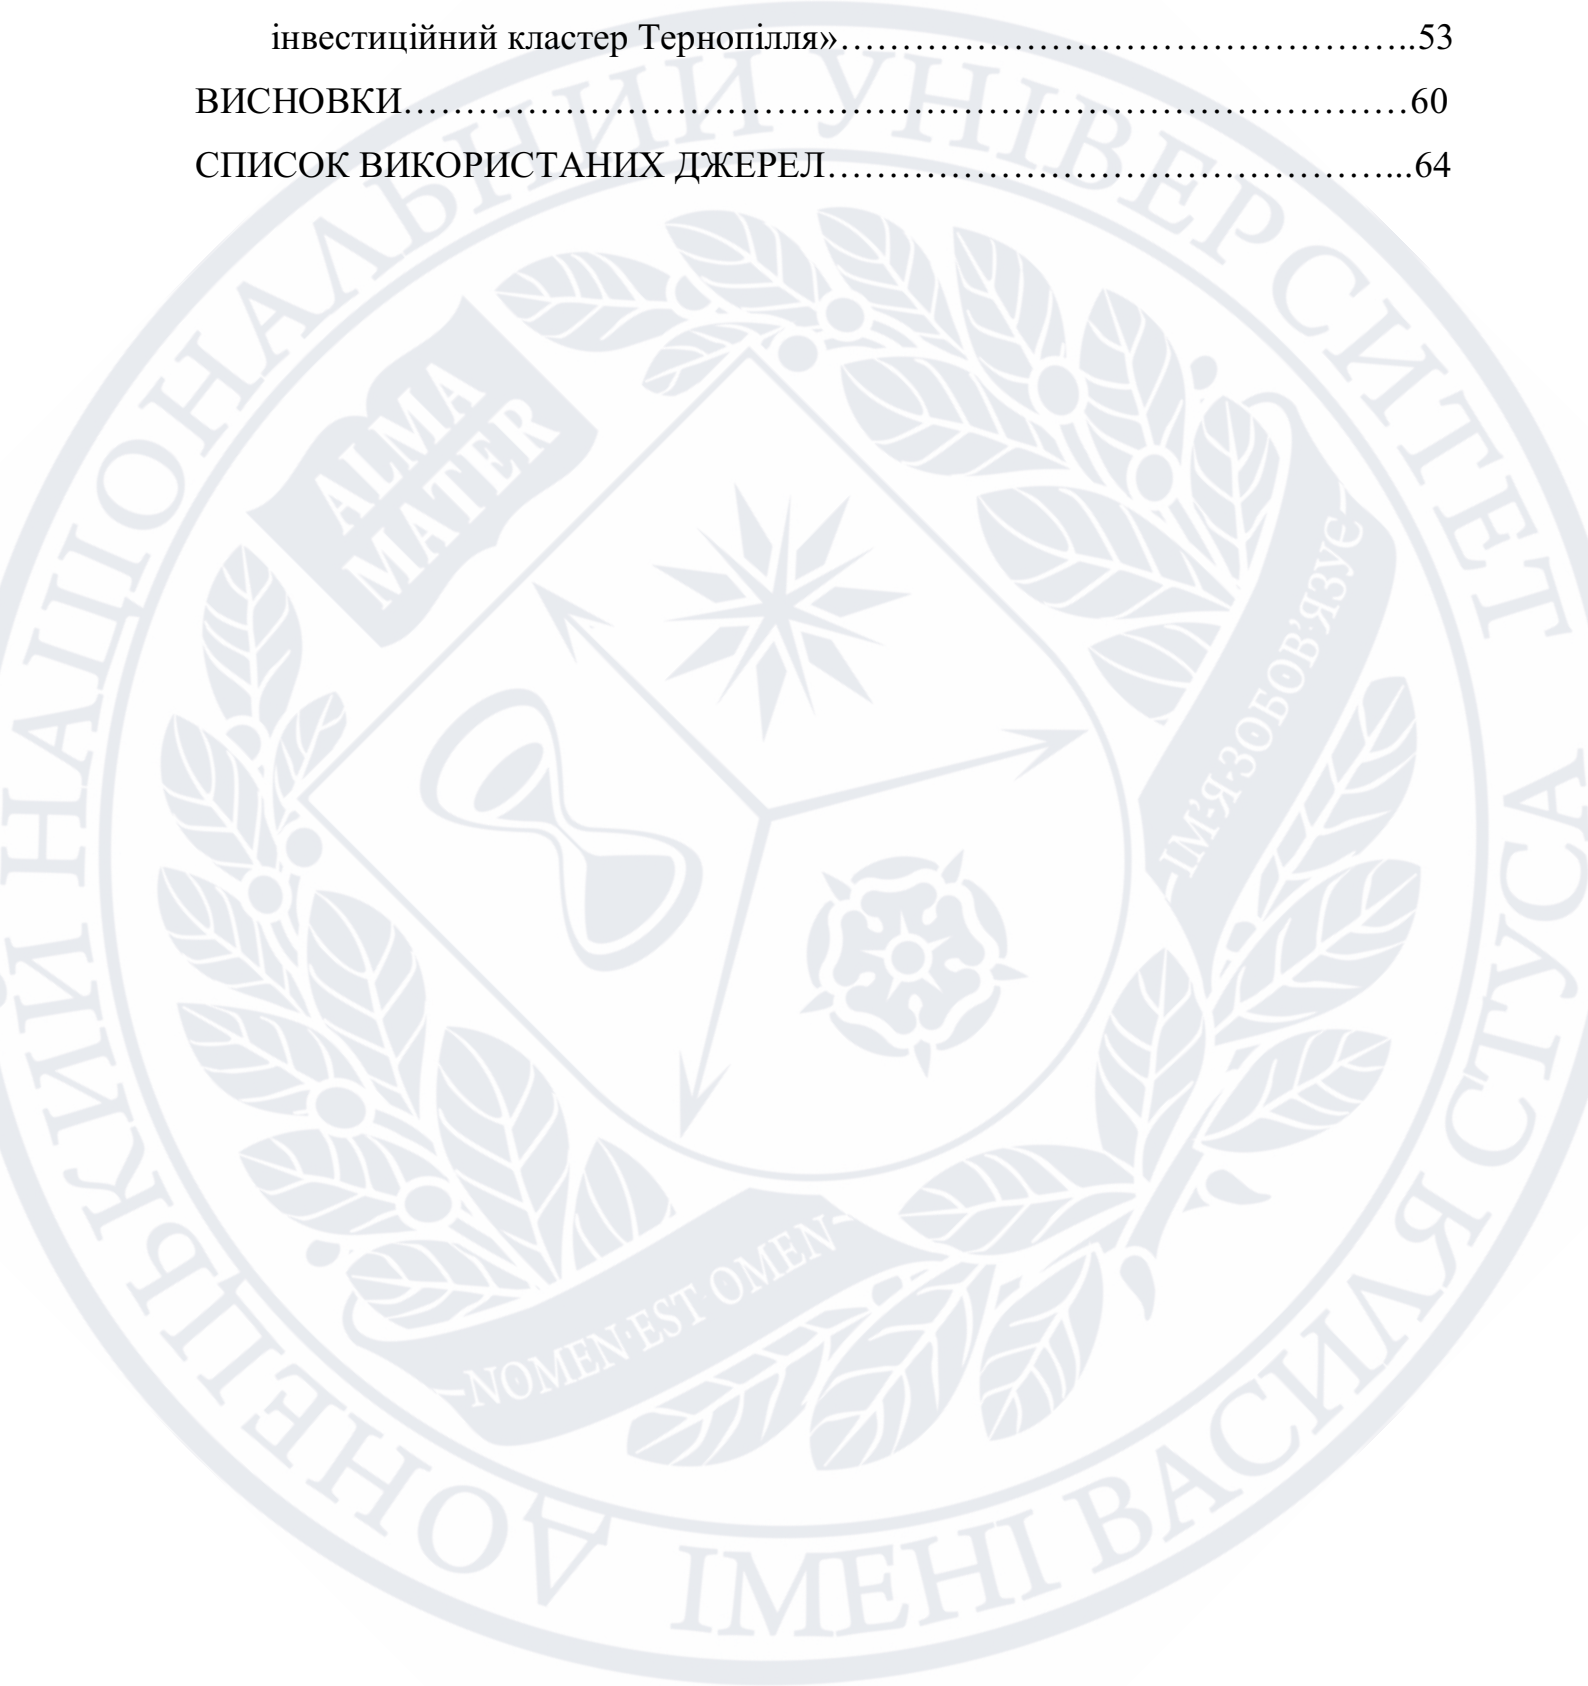 інвестиційний кластер Тернопілля»……………………………………………..53
ВИСНОВКИ…………………………………………………………………………………60
СПИСОК ВИКОРИСТАНИХ ДЖЕРЕЛ……………………………………………...64
ДОНЕЦЬКИЙ НАЦІОНАЛЬНИЙ УНІВЕРСИТЕТ ІМЕНІ ВАСИЛЯ СТУСА
ALMA
MATER
ІМ'Я·ЗОБОВ'ЯЗУЄ
NOMEN·EST·OMEN